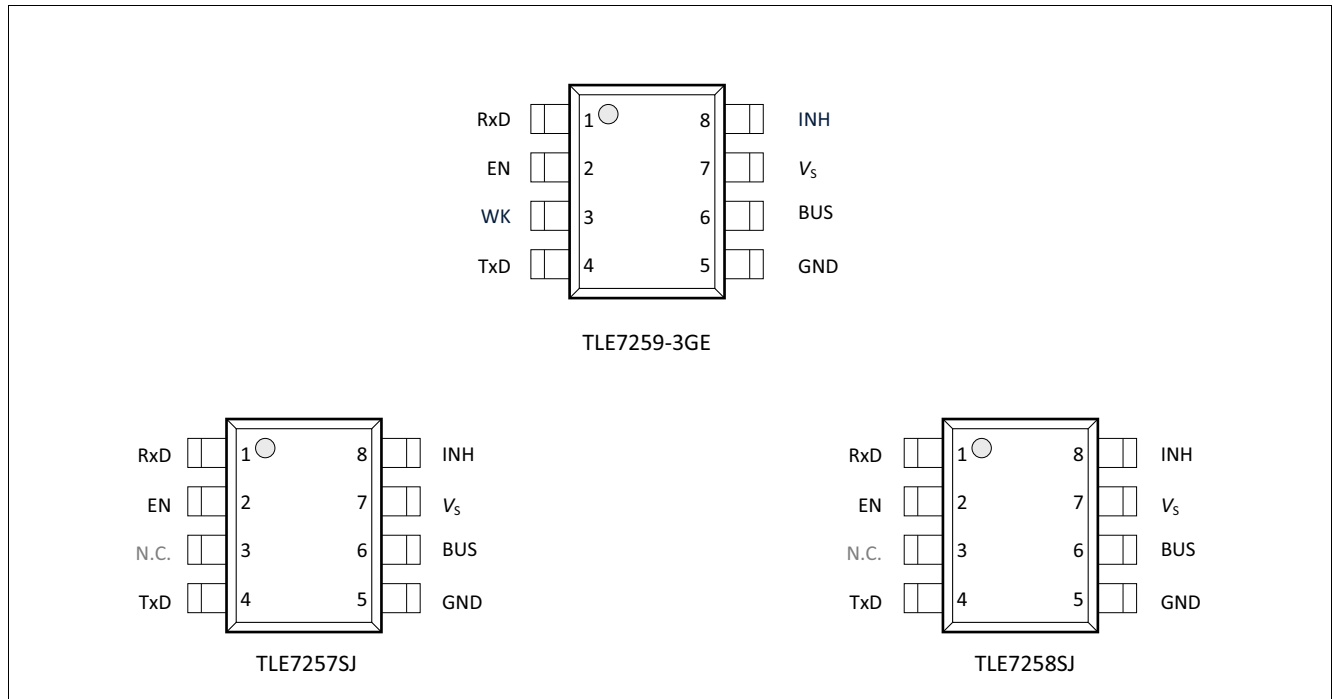 RxD 1 8 INH
EN 2 7 VS
WK 3 6 BUS
TxD 4 5 GND
TLE7259-3GE
RxD 1 8 INH
EN 2 7 VS
N.C. 3 6 BUS
TxD 4 5 GND
TLE7257SJ
RxD 1 8 INH
EN 2 7 VS
N.C. 3 6 BUS
TxD 4 5 GND
TLE7258SJ